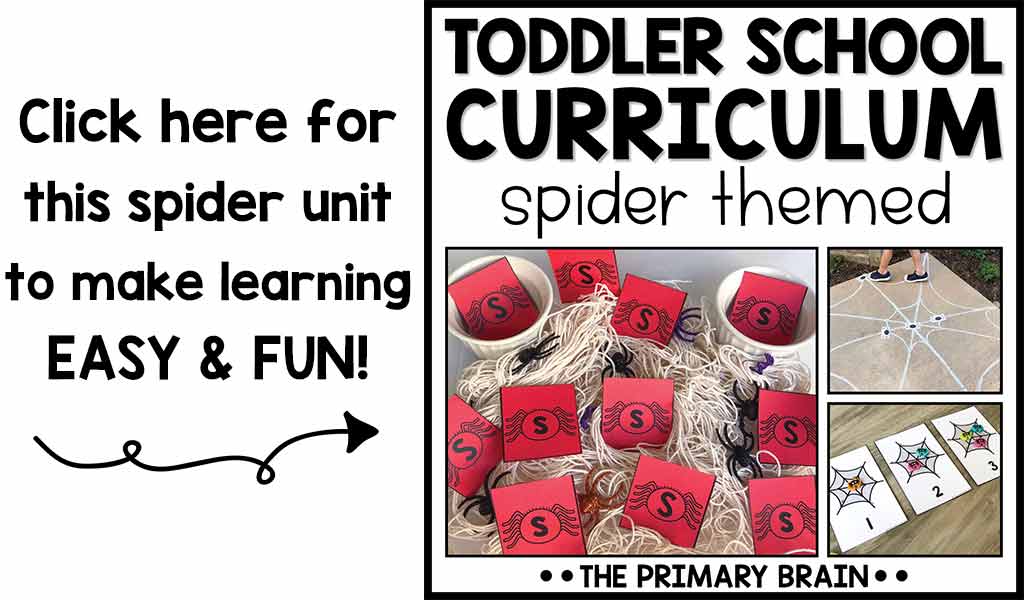 Click here for
this spider unit
to make learning
EASY & FUN!
TODDLER SCHOOL
CURRICULUM
spider themed
S
S
S
S
S
S
S
S
S
S
S
1
2
3
••THE PRIMARY BRAIN••